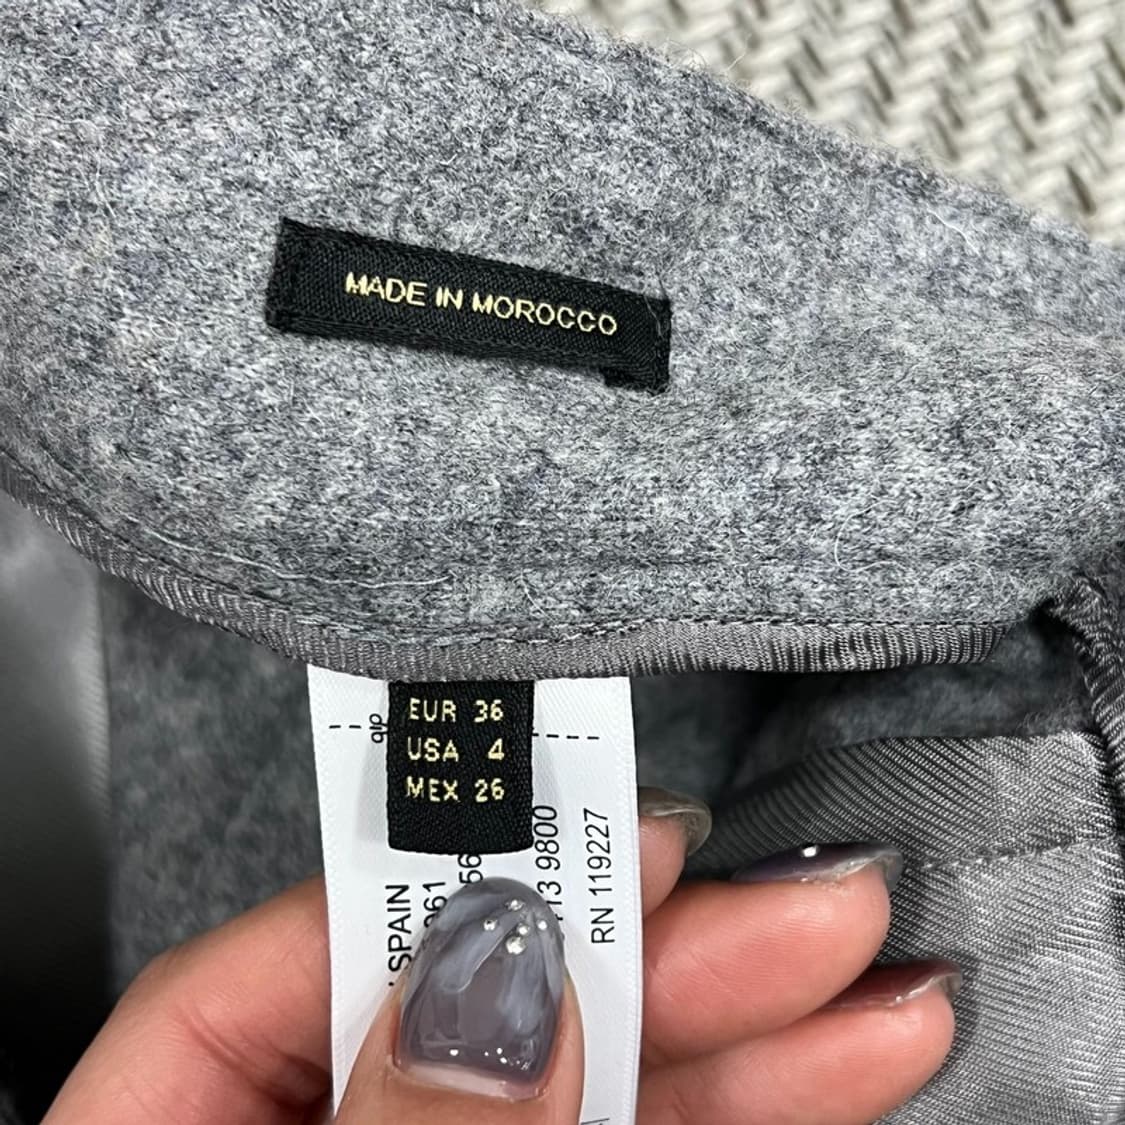 MADE IN MOROCCO
EUR 36
USA 4
MEX 26
SPAIN
9800
RN 119227